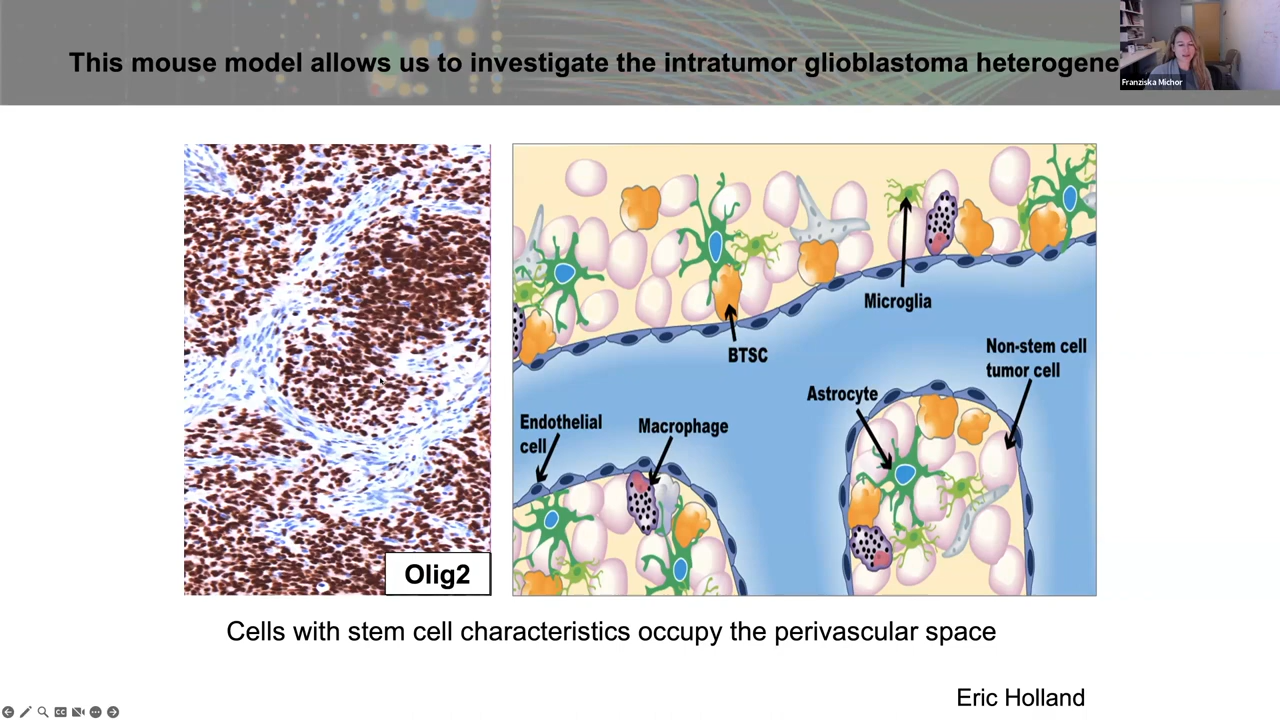 This mouse model allows us to investigate the intratumor glioblastoma heterogene
Franziska Michor
Microglia
BTSC
Non-stem cell
tumor cell
Astrocyte
Endothelial
cell
Macrophage
Olig2
Cells with stem cell characteristics occupy the perivascular space
Eric Holland
CC